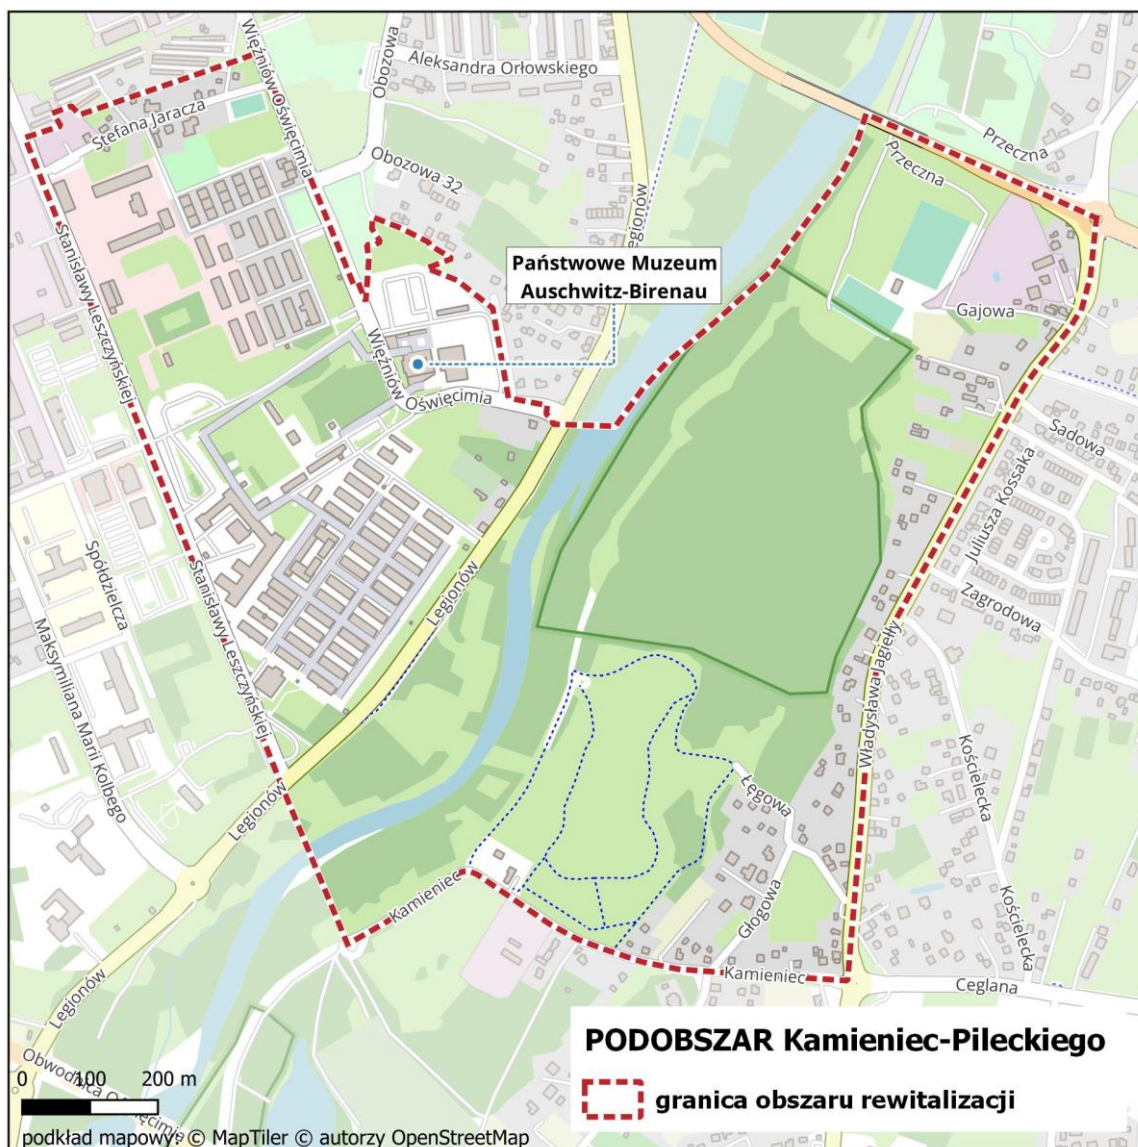 Więźniów Oświęcimia
Obozowa
Aleksandra Orłowskiego
Stefana Jaracza
Obozowa 32
Przeczna
Przeczna
Legionów
Państwowe Muzeum
Auschwitz-Birenau
Stanisławy Leszczyńskiej
Gajowa
Więźniów
Oświęcimia
Sadowa
Juliusza Kossaka
Spółdzielcza
Legionów
Zagrodowa
Stanisławy Leszczyńskiej
Maksymiliana Marii Kolbego
Władysława Jagiełły
Kościelecka
Łęgowa
Legionów
Kamieniec
Głogowa
Kościelecka
Kamieniec
Ceglana
Legionów
PODOBSZAR Kamieniec-Pileckiego
granica obszaru rewitalizacji
Obwodnica Oświęcimia
0 100 200 m
podkład mapowy: © MapTiler © autorzy OpenStreetMap